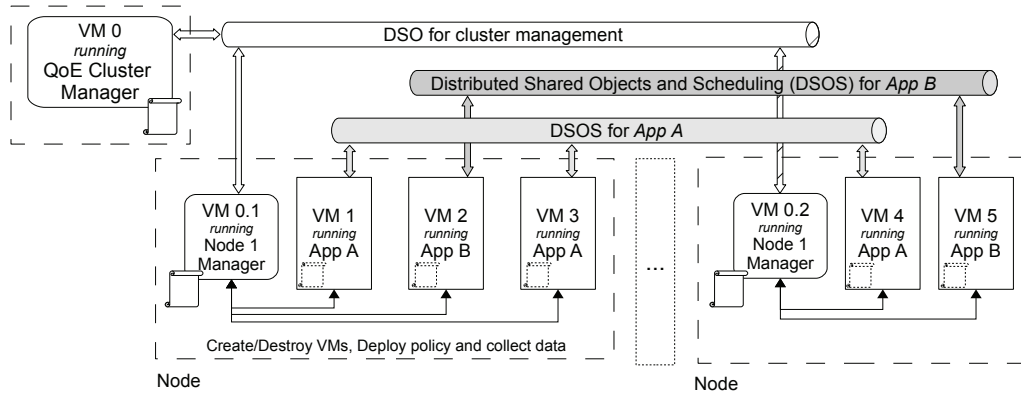 VM 0
running
QoE Cluster
Manager
DSO for cluster management
Distributed Shared Objects and Scheduling (DSOS) for App B
DSOS for App A
VM 0.1
running
Node 1
Manager
VM 1
running
App A
VM 2
running
App B
VM 3
running
App A
...
VM 0.2
running
Node 1
Manager
VM 4
running
App A
VM 5
running
App B
Create/Destroy VMs, Deploy policy and collect data
Node
Node